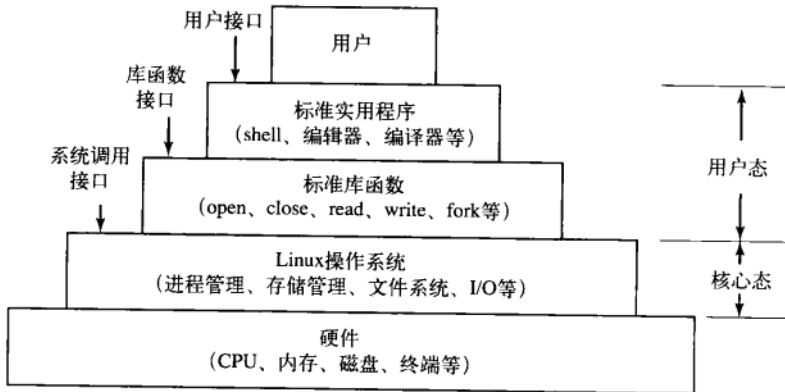 用户接口
用户
库函数
接口
标准实用程序
(shell、编辑器、编译器等)
系统调用
接口
标准库函数
(open、close、read、write、fork等)
用户态
Linux操作系统
(进程管理、存储管理、文件系统、I/O等)
核心态
硬件
(CPU、内存、磁盘、终端等)